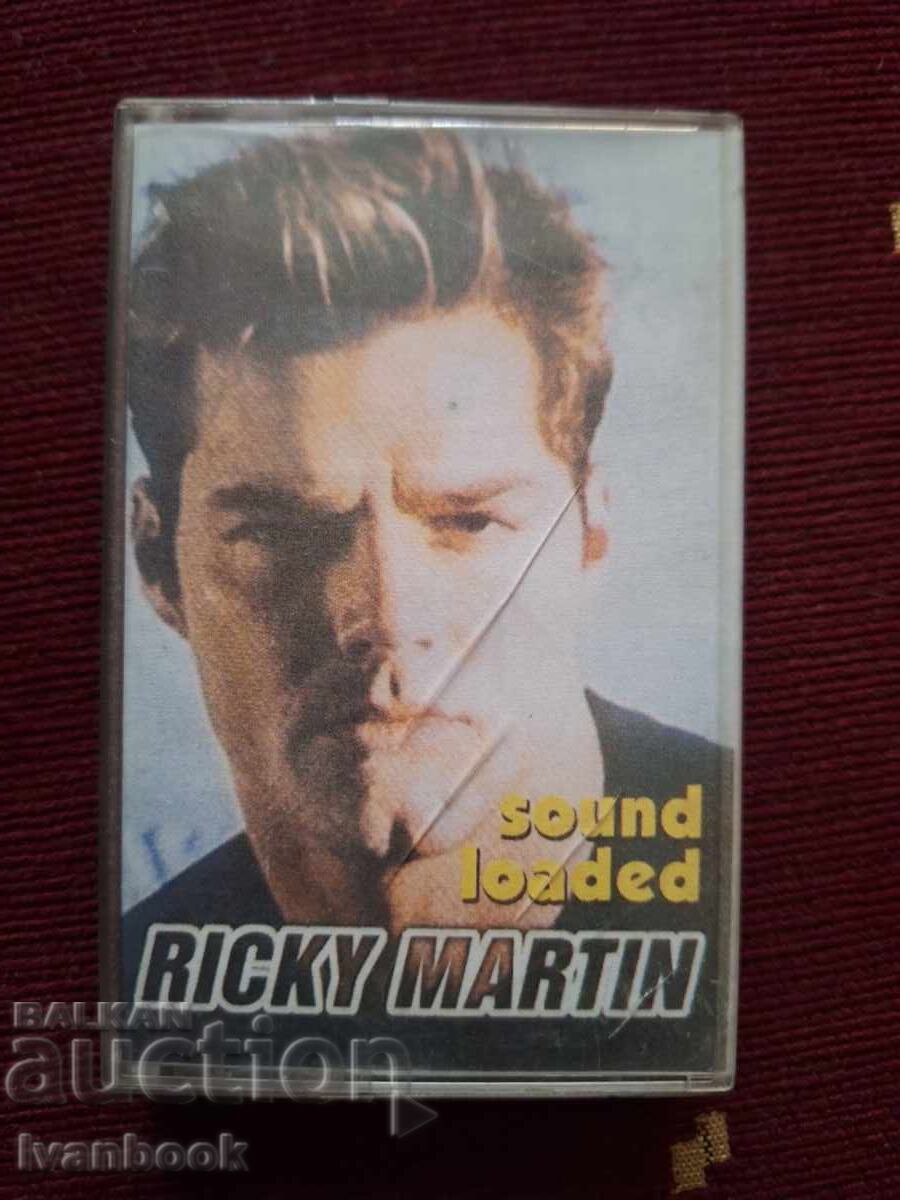 sound
loaded
RICKY MARTIN
BALKAN
auction
Ivanbook